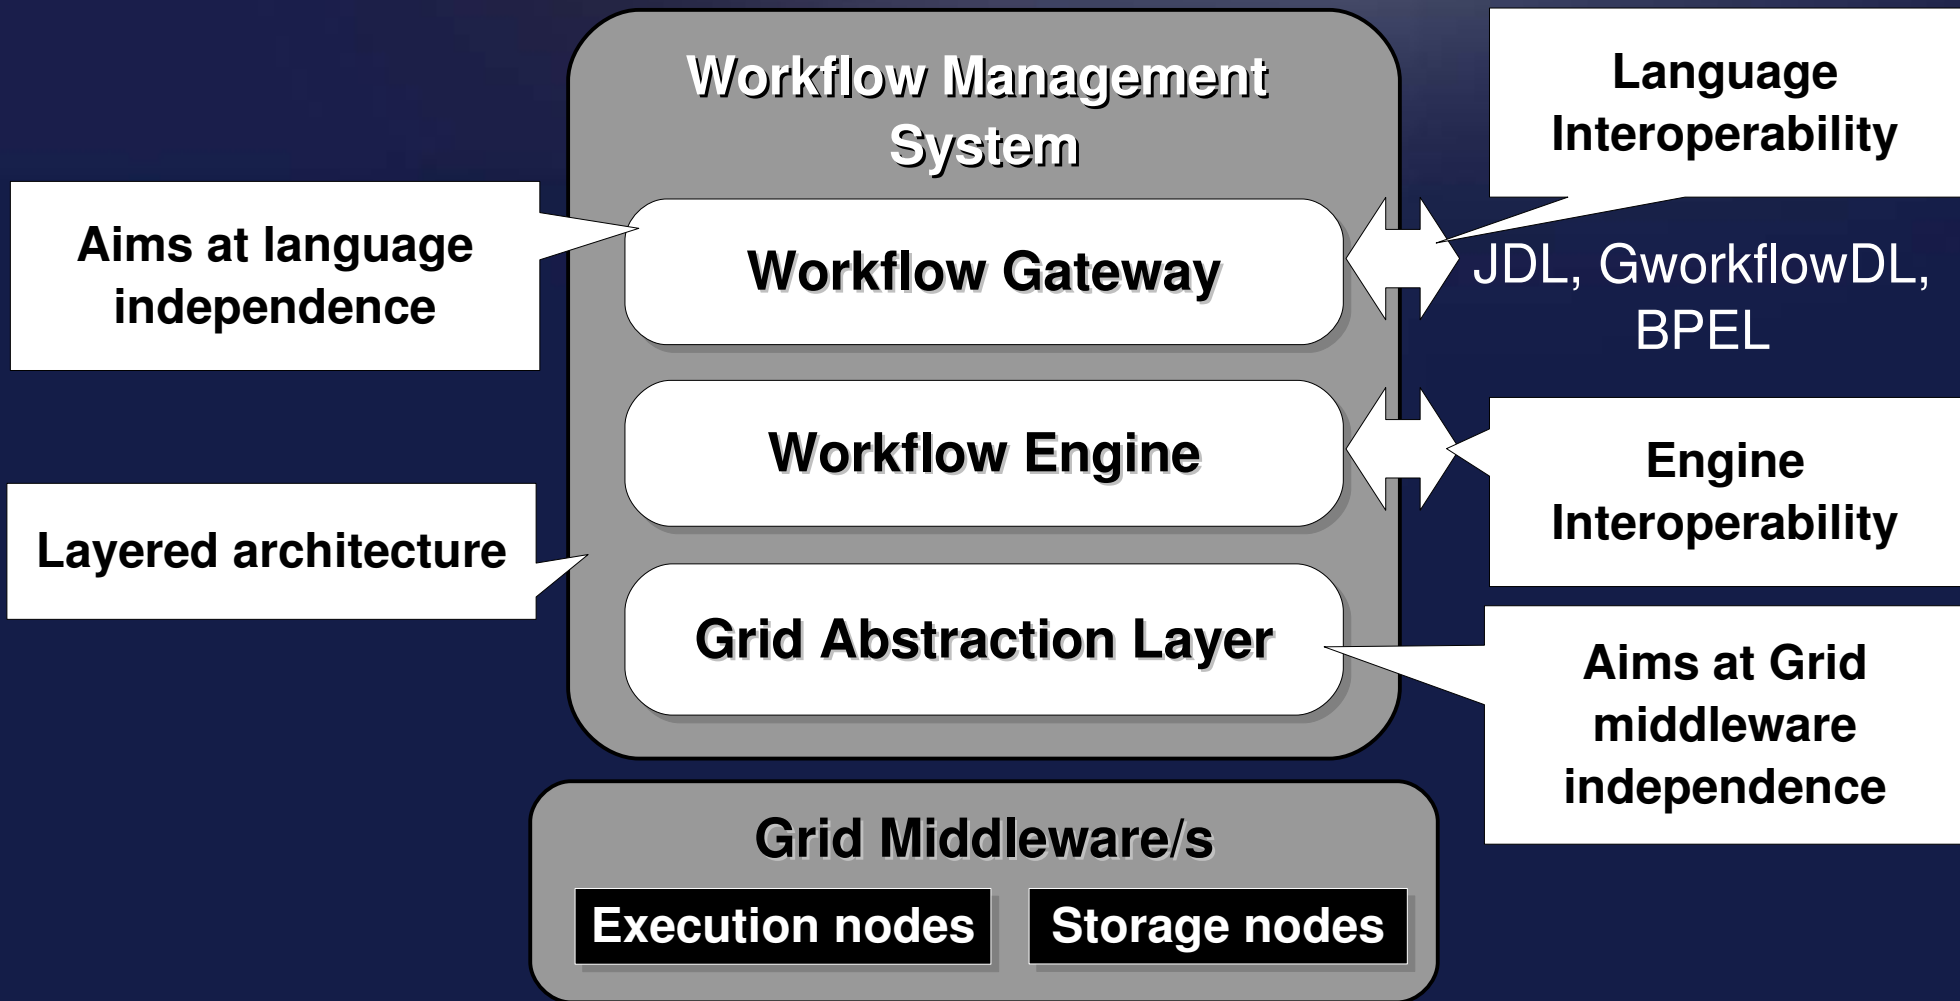 Workflow Management
System
Language
Interoperability
Aims at language
independence
Workflow Gateway
JDL, GworkflowDL,
BPEL
Workflow Engine
Engine
Interoperability
Layered architecture
Grid Abstraction Layer
Aims at Grid
middleware
independence
Grid Middleware/s
Execution nodes
Storage nodes